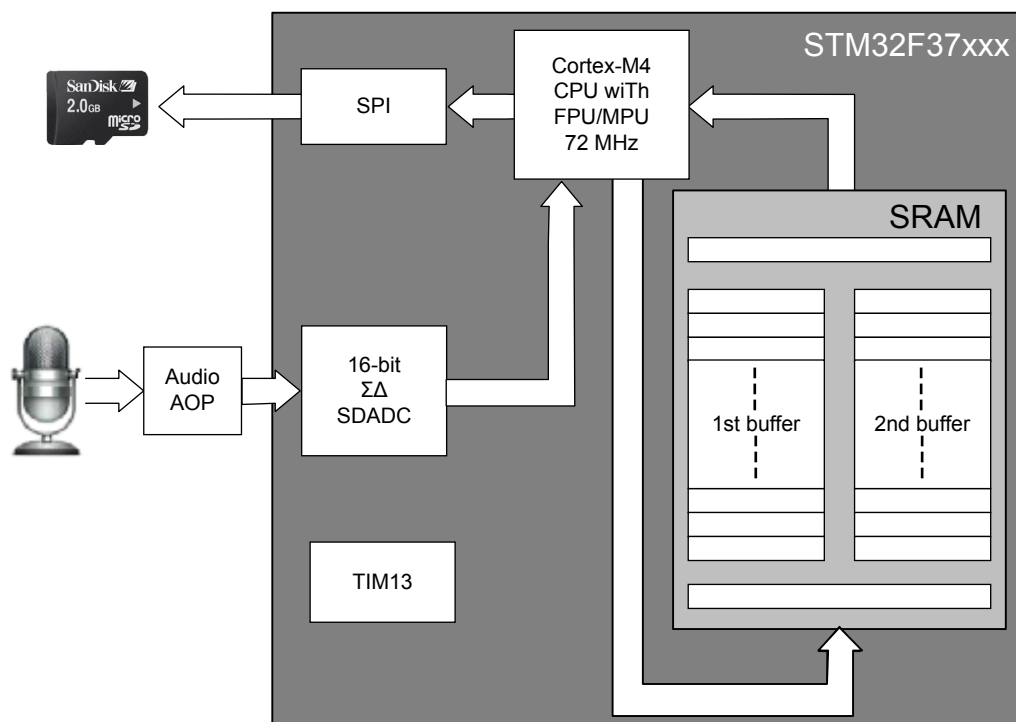 STM32F37xxx
SanDisk
2.0GB
micro
SD
SPI
Cortex-M4
CPU wiTh
FPU/MPU
72 MHz
SRAM
Audio
AOP
16-bit
ΣΔ
SDADC
1st buffer
2nd buffer
TIM13